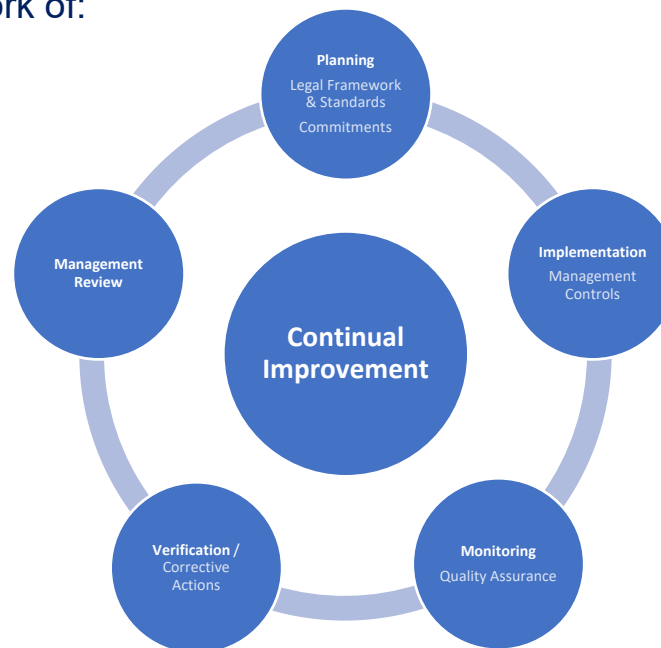 ork of:
Planning
Legal Framework
& Standards
Commitments
Implementation
Management
Controls
Monitoring
Quality Assurance
Verification /
Corrective
Actions
Management
Review
Continual
Improvement